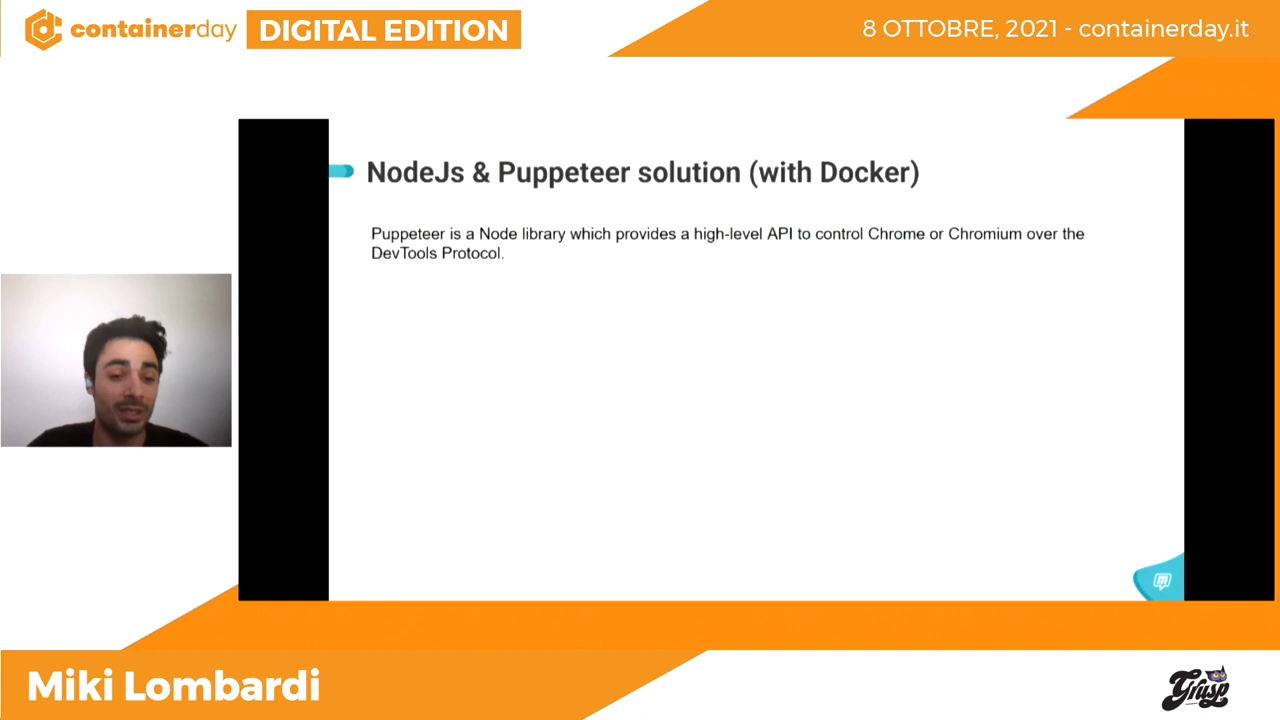 containerday
DIGITAL EDITION
8 OTTOBRE, 2021 - containerday.it
NodeJs & Puppeteer solution (with Docker)
Puppeteer is a Node library which provides a high-level API to control Chrome or Chromium over the
DevTools Protocol.
Miki Lombardi
Grusp